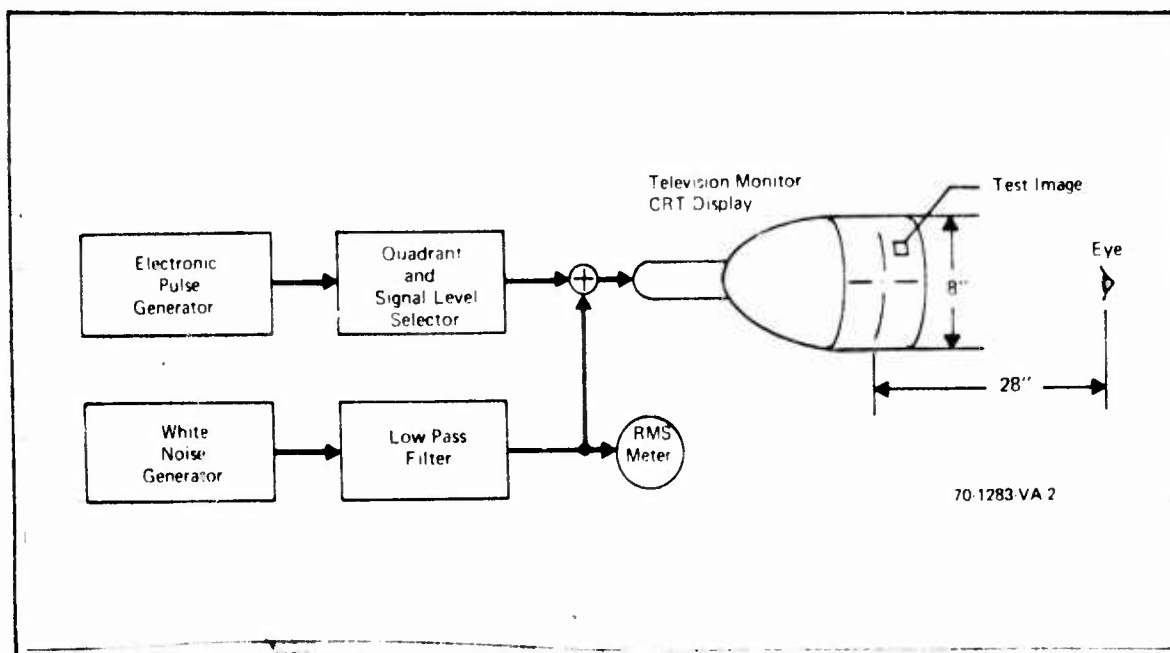 Television Monitor
CRT Display
Test Image
Eye
Electronic
Pulse
Generator
Quadrant
and
Signal Level
Selector
8"
28"
White
Noise
Generator
Low Pass
Filter
RMS
Meter
70-1283-VA 2